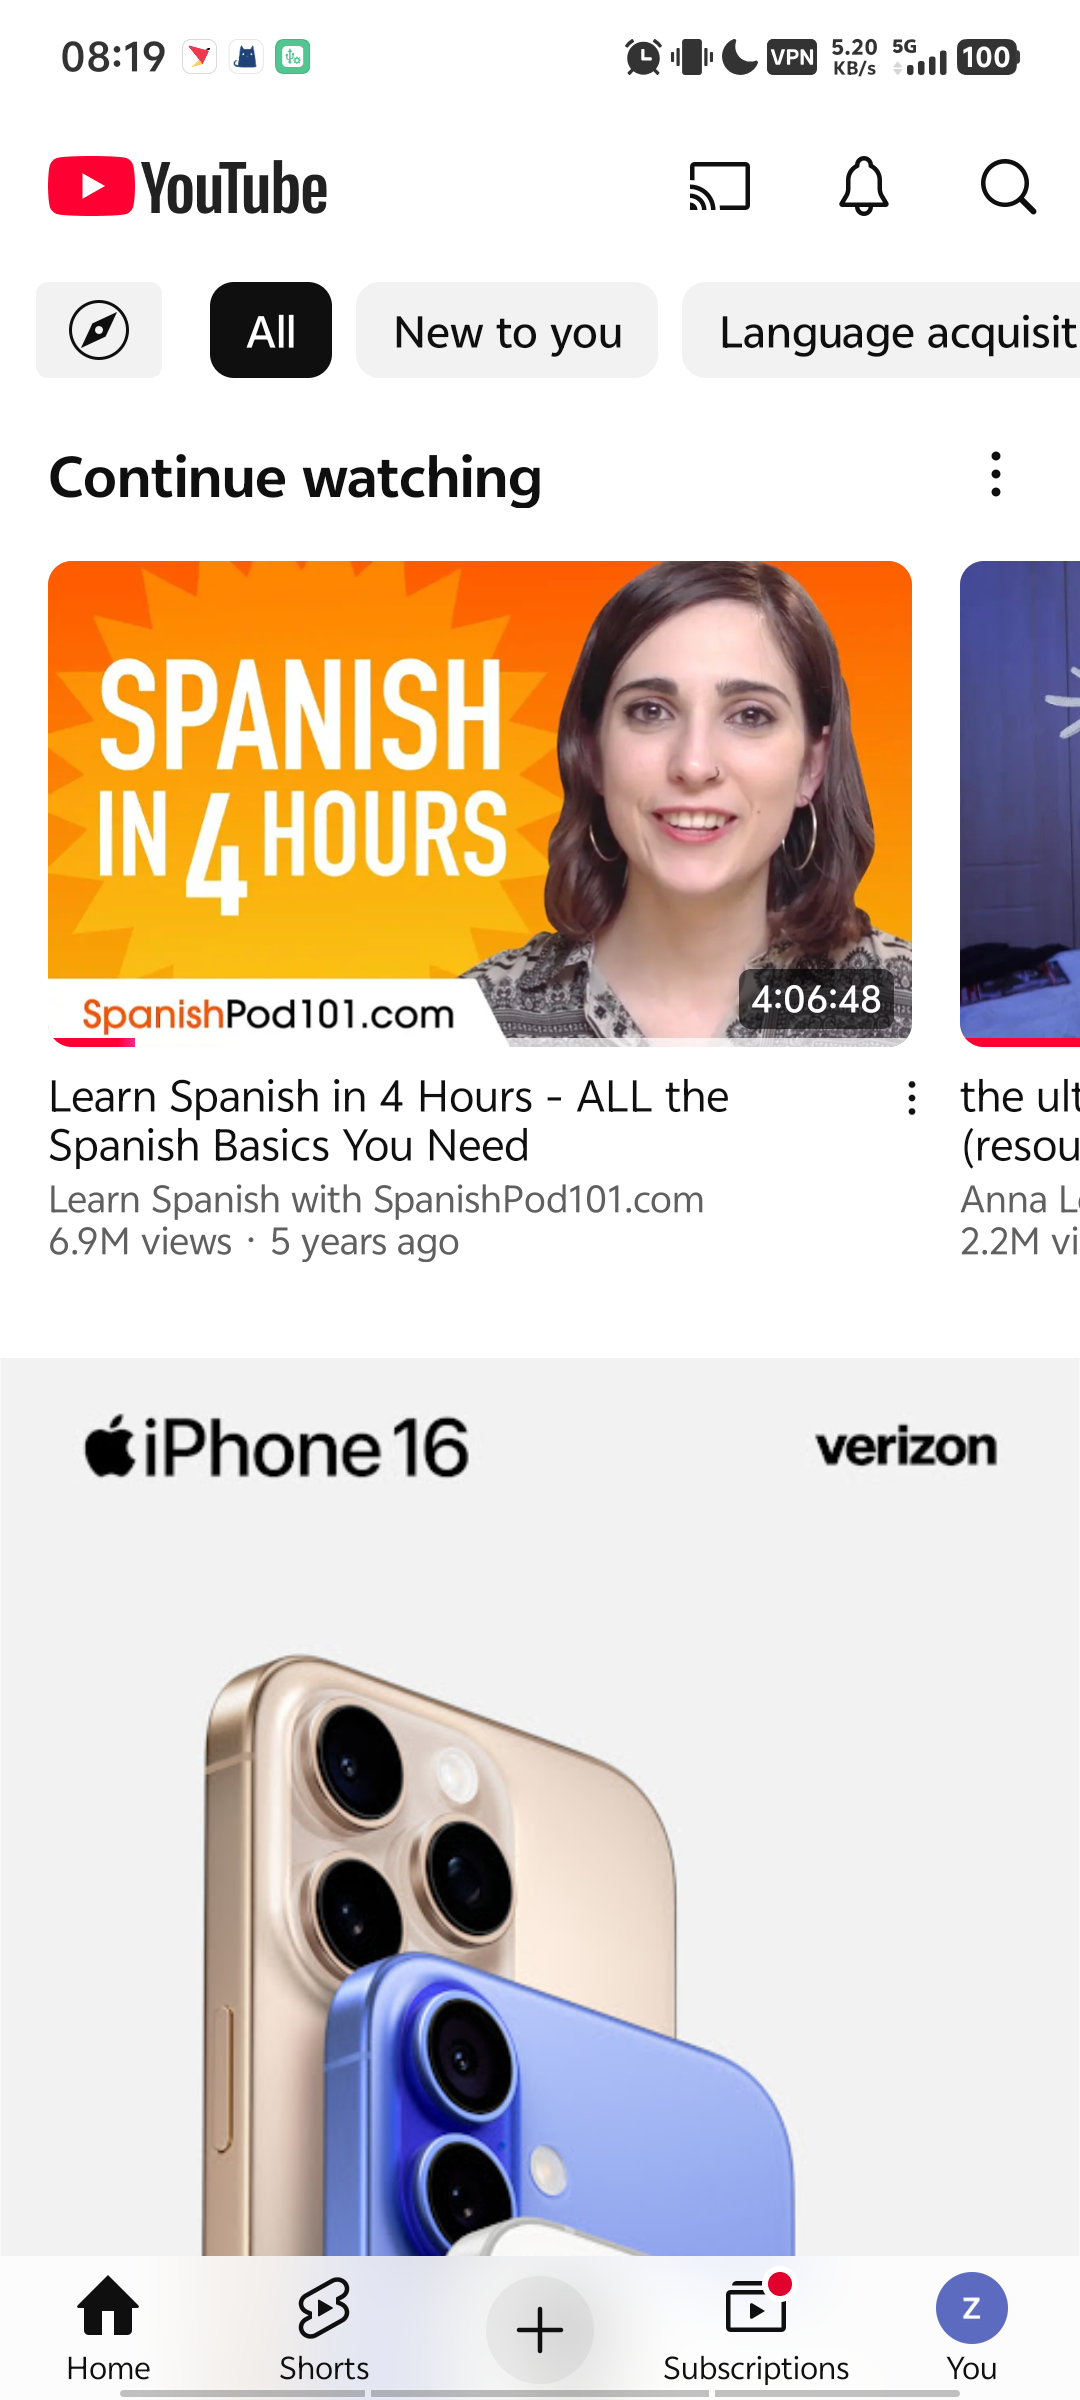 08:19
VPN
5.20
KB/s
5G
100
YouTube
All
New to you
Language acquisit
Continue watching
SPANISH
IN 4 HOURS
SpanishPod101.com
4:06:48
Learn Spanish in 4 Hours - ALL the
Spanish Basics You Need
Learn Spanish with SpanishPod101.com
6.9M views · 5 years ago
the ult
(resou
Anna L
2.2M vi
iPhone 16
verizon
Home
Shorts
Subscriptions
Z
You